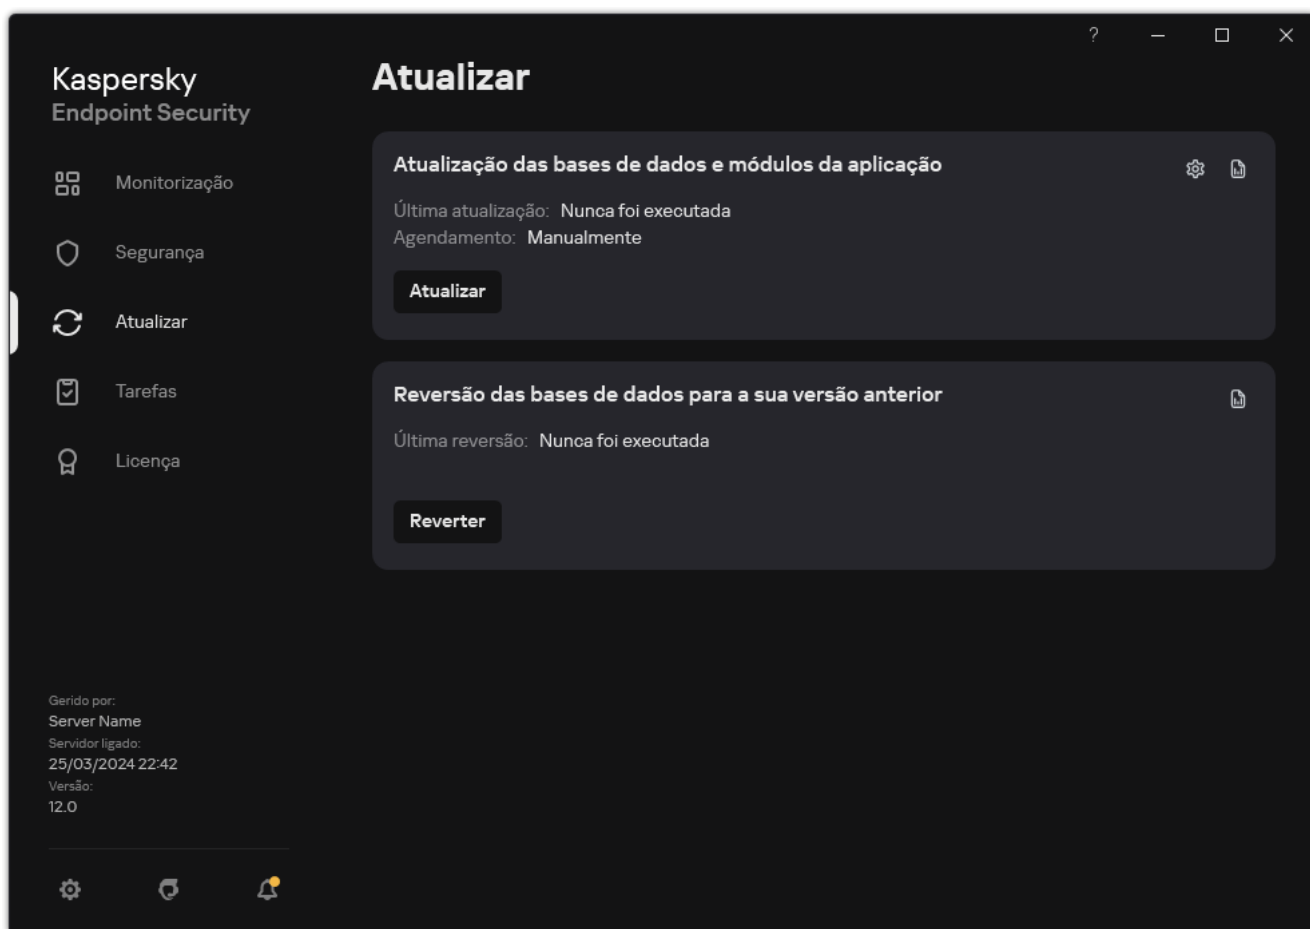 ?
Kaspersky
Endpoint Security
Monitorização
Segurança
Atualizar
Tarefas
Licença
Gerido por:
Server Name
Servidor ligado:
25/03/2024 22:42
Versão:
12.0
Atualizar
Atualização das bases de dados e módulos da aplicação
Última atualização: Nunca foi executada
Agendamento: Manualmente
Atualizar
Reversão das bases de dados para a sua versão anterior
Última reversão: Nunca foi executada
Reverter